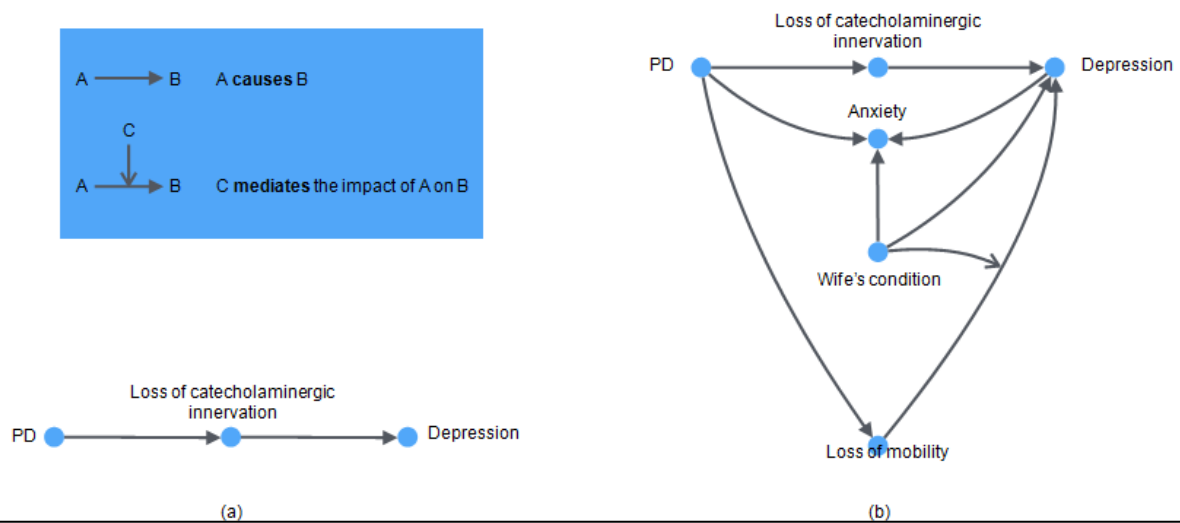 A B A causes B
C
A B C mediates the impact of A on B
Loss of catecholaminergic
innervation
PD Depression
(a)
Loss of catecholaminergic
innervation
PD Depression
Anxiety
Wife's condition
Loss of mobility
(b)